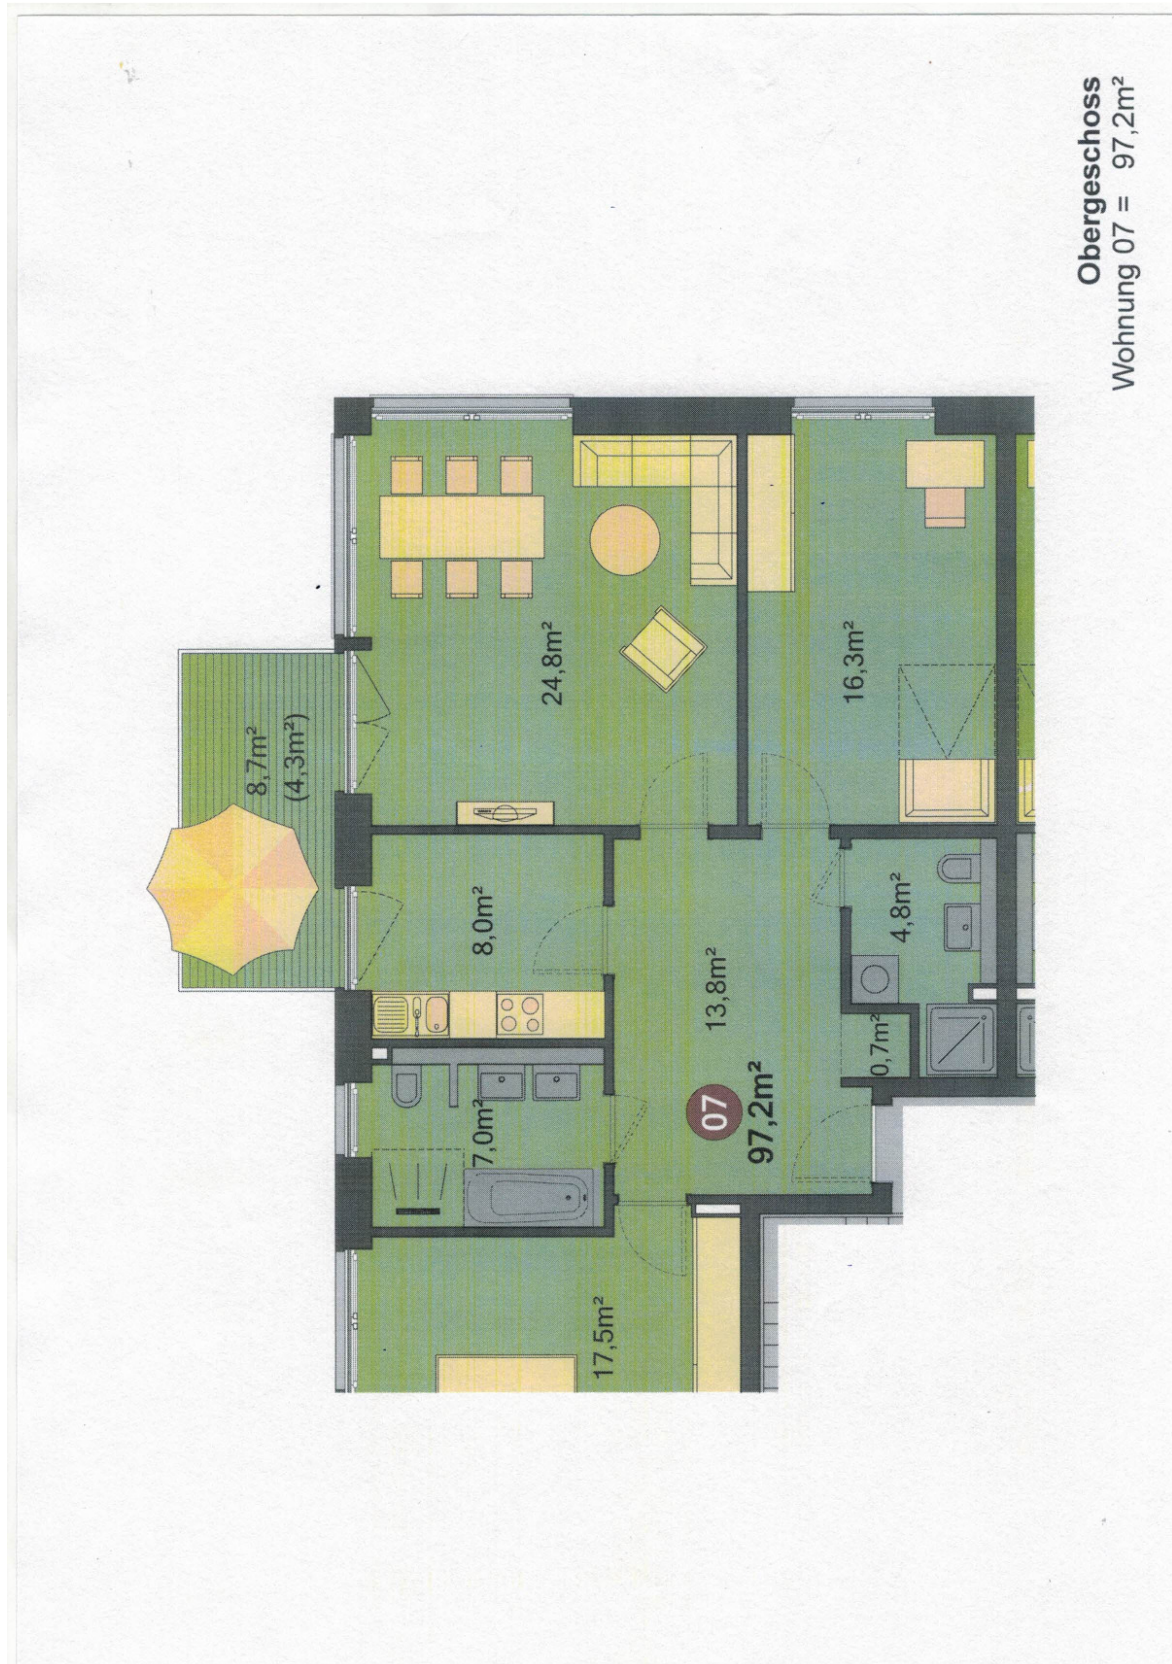 Obergeschoss
Wohnung 07 = 97,2m²
8,7m²
(4,3m²)
24,8m²
16,3m²
8,0m²
4,8m²
13,8m²
0,7m²
07
97,2m²
7,0m²
17,5m²